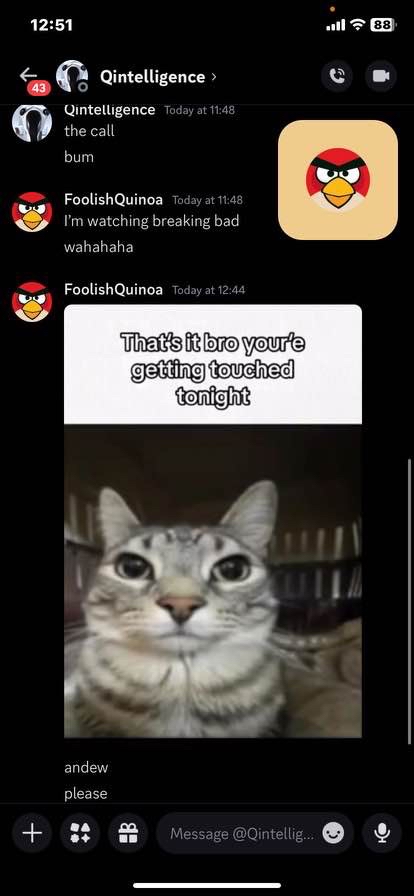 12:51
88
43
Qintelligence
Qintelligence Today at 11:48
the call
bum
FoolishQuinoa Today at 11:48
I'm watching breaking bad
wahahaha
FoolishQuinoa Today at 12:44
That's it bro your'e
getting touched
tonight
andew
please
Message @Qintellig...